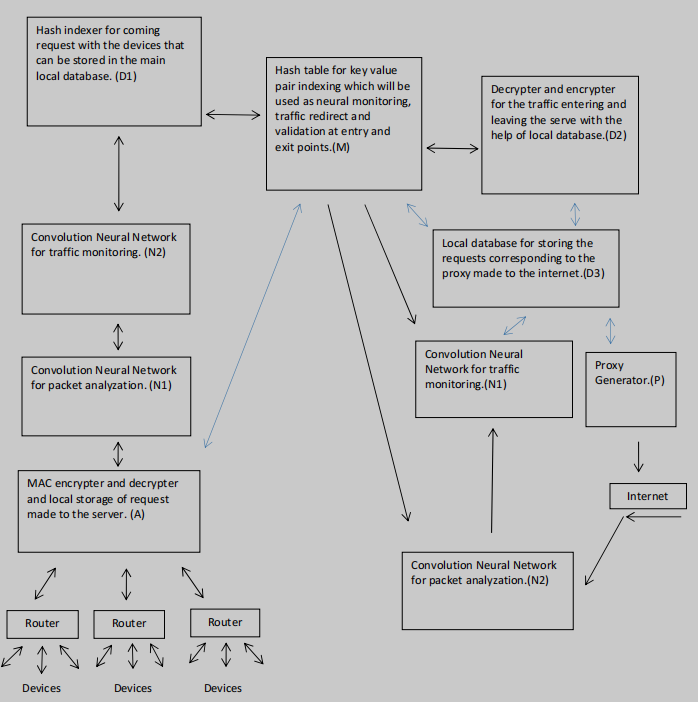 Hash indexer for coming
request with the devices that
can be stored in the main
local database. (D1)
Hash table for key value
pair indexing which will be
used as neural monitoring,
traffic redirect and
validation at entry and
exit points.(M)
Decrypter and encrypter
for the traffic entering and
leaving the serve with the
help of local database.(D2)
Convolution Neural Network
for traffic monitoring. (N2)
Local database for storing the
requests corresponding to the
proxy made to the internet.(D3)
Convolution Neural Network
for packet analyzation. (N1)
Convolution Neural
Network for traffic
monitoring.(N1)
Proxy
Generator.(P)
MAC encrypter and decrypter
and local storage of request
made to the server. (A)
Internet
Convolution Neural Network
for packet analyzation.(N2)
Router
Router
Router
Devices
Devices
Devices